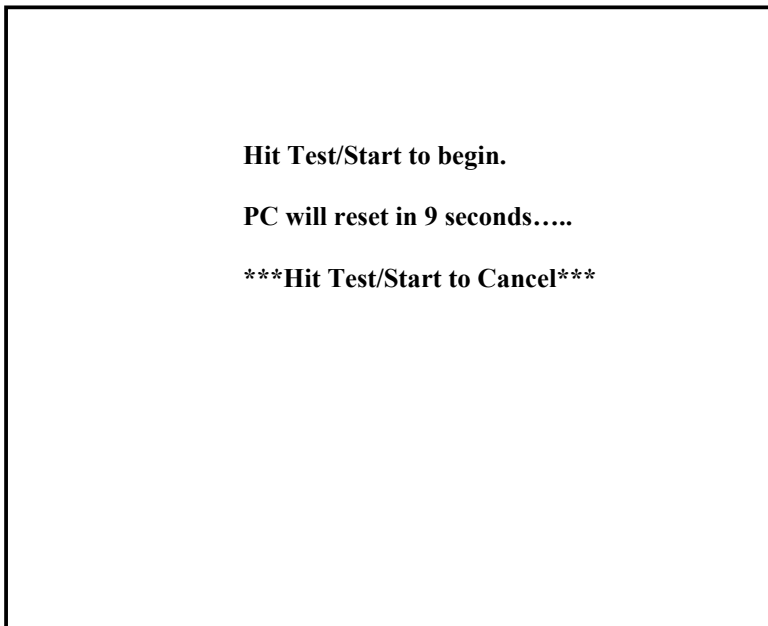 Hit Test/Start to begin.
PC will reset in 9 seconds…..
***Hit Test/Start to Cancel***